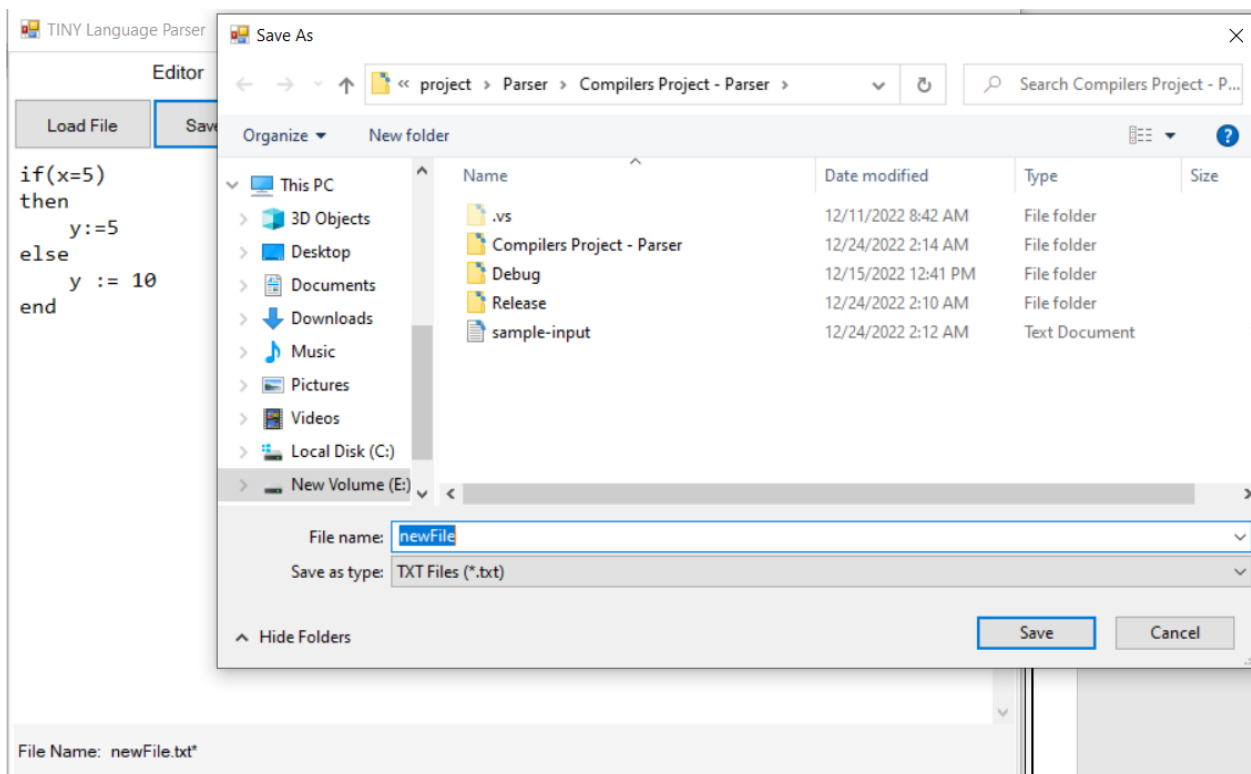 TINY Language Parser
Editor
Load File
Save
if(x=5)
then
    y:=5
else
    y := 10
end
File Name: newFile.txt*
Save As
« project > Parser > Compilers Project - Parser >
Search Compilers Project - P...
Organize
New folder
This PC
3D Objects
Desktop
Documents
Downloads
Music
Pictures
Videos
Local Disk (C:)
New Volume (E:)
Name Date modified Type Size
.vs 12/11/2022 8:42 AM File folder
Compilers Project - Parser 12/24/2022 2:14 AM File folder
Debug 12/15/2022 12:41 PM File folder
Release 12/24/2022 2:10 AM File folder
sample-input 12/24/2022 2:12 AM Text Document
File name: newFile
Save as type: TXT Files (*.txt)
Hide Folders
Save
Cancel